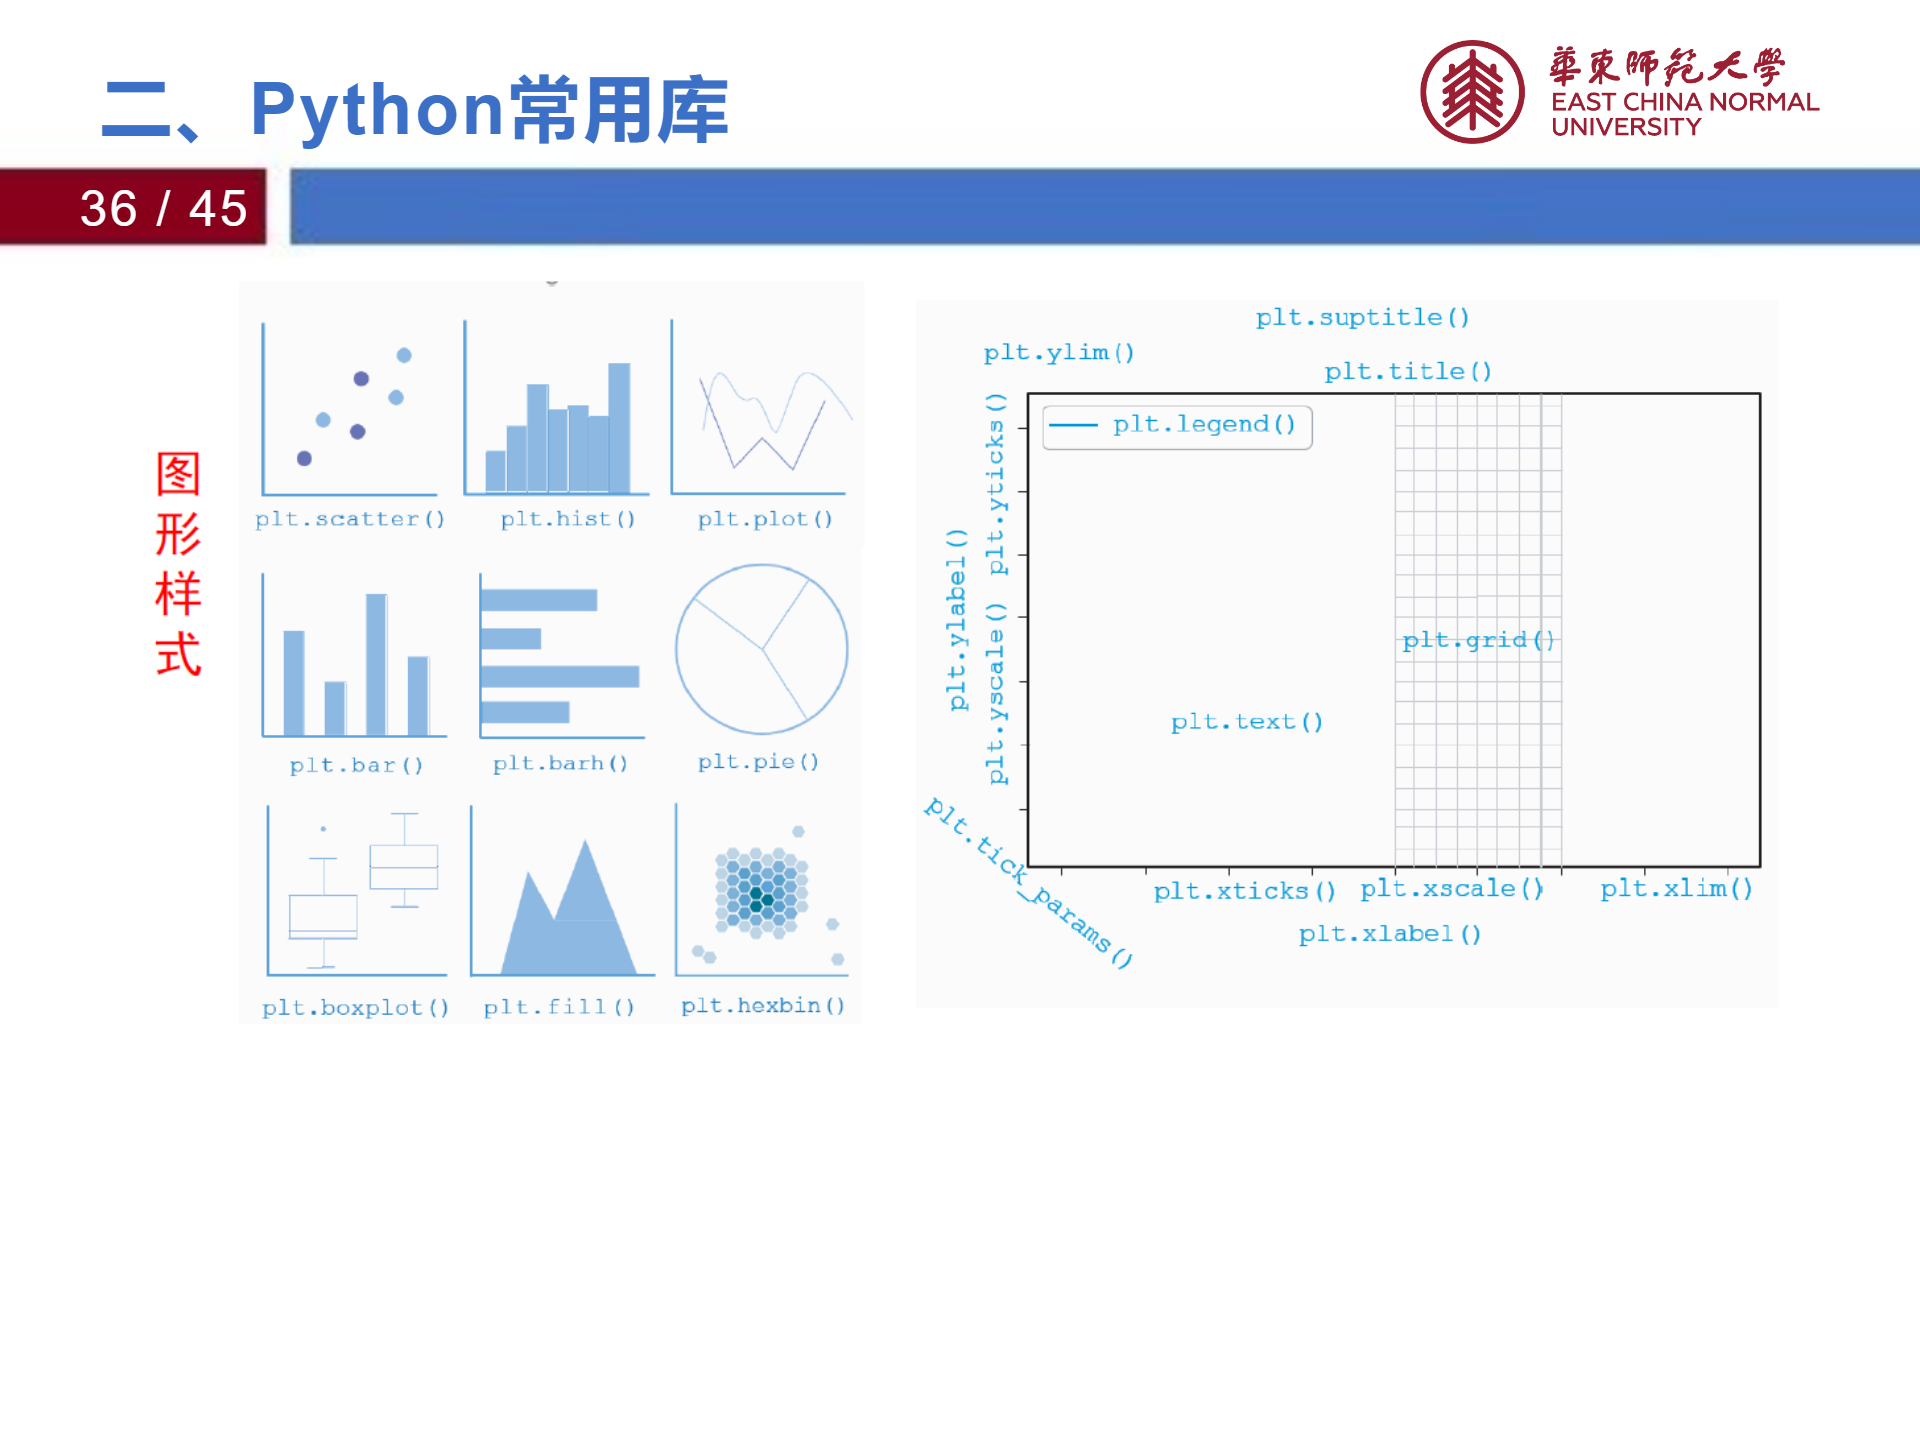 二、Python常用库
華東師範大學
EAST CHINA NORMAL
UNIVERSITY
36 / 45
图
形
样
式
plt.scatter()
plt.hist()
plt.plot()
plt.bar()
plt.barh()
plt.pie()
plt.boxplot()
plt.fill()
plt.hexbin()
plt.suptitle()
plt.ylim()
plt.title()
plt.legend()
plt.yticks()
plt.ylabel()
plt.yscale()
plt.grid()
plt.text()
plt.tick_params()
plt.xticks()
plt.xscale()
plt.xlim()
plt.xlabel()